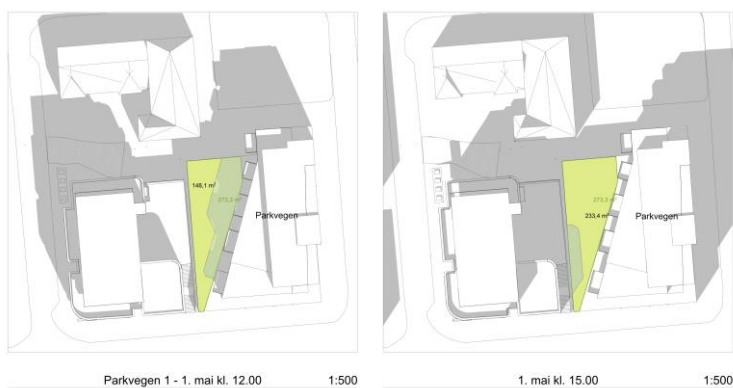 148,1 m²
273,3 m²
Parkvegen
Parkvegen 1 - 1. mai kl. 12.00 1:500
273,3 m²
233,4 m²
Parkvegen
1. mai kl. 15.00 1:500